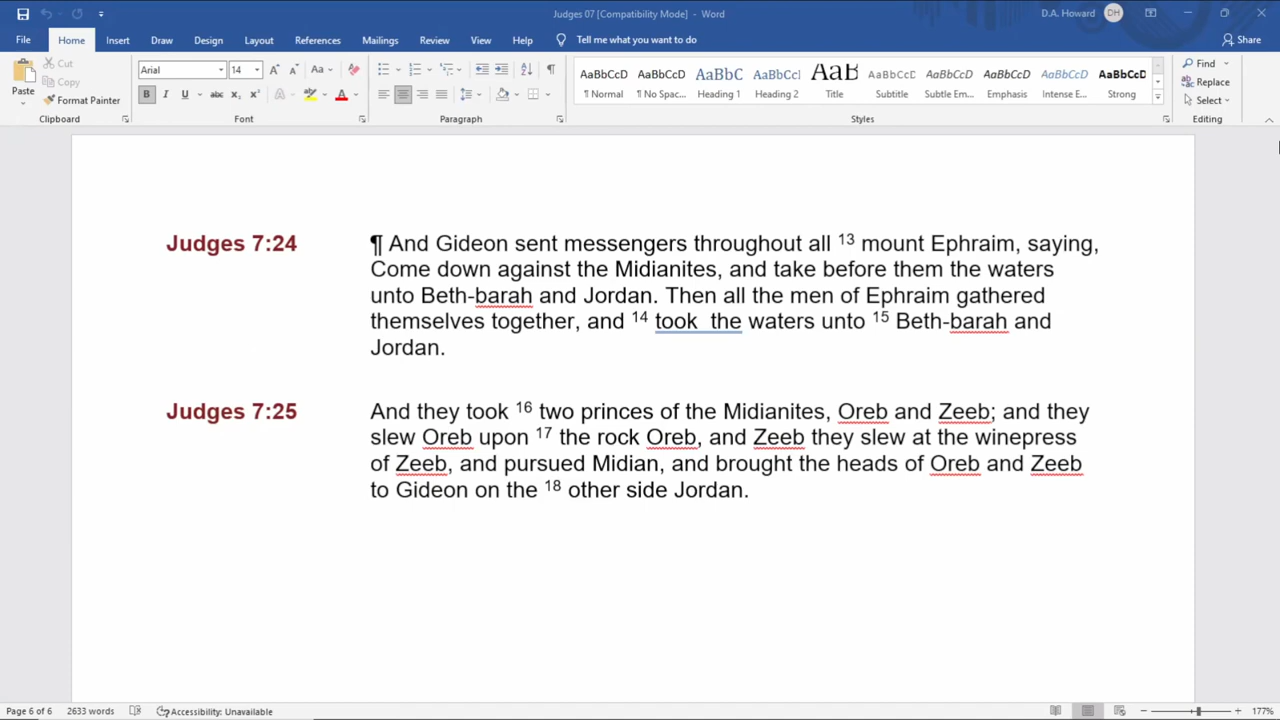 Judges 07 [Compatibility Mode] - Word
D.A. Howard DH
File Home Insert Draw Design Layout References Mailings Review View Help Tell me what you want to do Share
Paste
Cut
Copy
Format Painter
Clipboard
Arial 14 Aa
B I U abc x₂ x² A A
Font
Paragraph
AaBbCcD AaBbCcD AaBbC AaBbCcl AaB AaBbCcD AaBbCcD AaBbCcD AaBbCcD AaBbCcD
¶ Normal ¶ No Spac... Heading 1 Heading 2 Title Subtitle Subtle Em... Emphasis Intense E... Strong
Styles
Find
Replace
Select
Editing
Judges 7:24 ¶ And Gideon sent messengers throughout all 13 mount Ephraim, saying,
Come down against the Midianites, and take before them the waters
unto Beth-barah and Jordan. Then all the men of Ephraim gathered
themselves together, and 14 took  the waters unto 15 Beth-barah and
Jordan.
Judges 7:25 And they took 16 two princes of the Midianites, Oreb and Zeeb; and they
slew Oreb upon 17 the rock Oreb, and Zeeb they slew at the winepress
of Zeeb, and pursued Midian, and brought the heads of Oreb and Zeeb
to Gideon on the 18 other side Jordan.
Page 6 of 6 2633 words Accessibility: Unavailable 177%